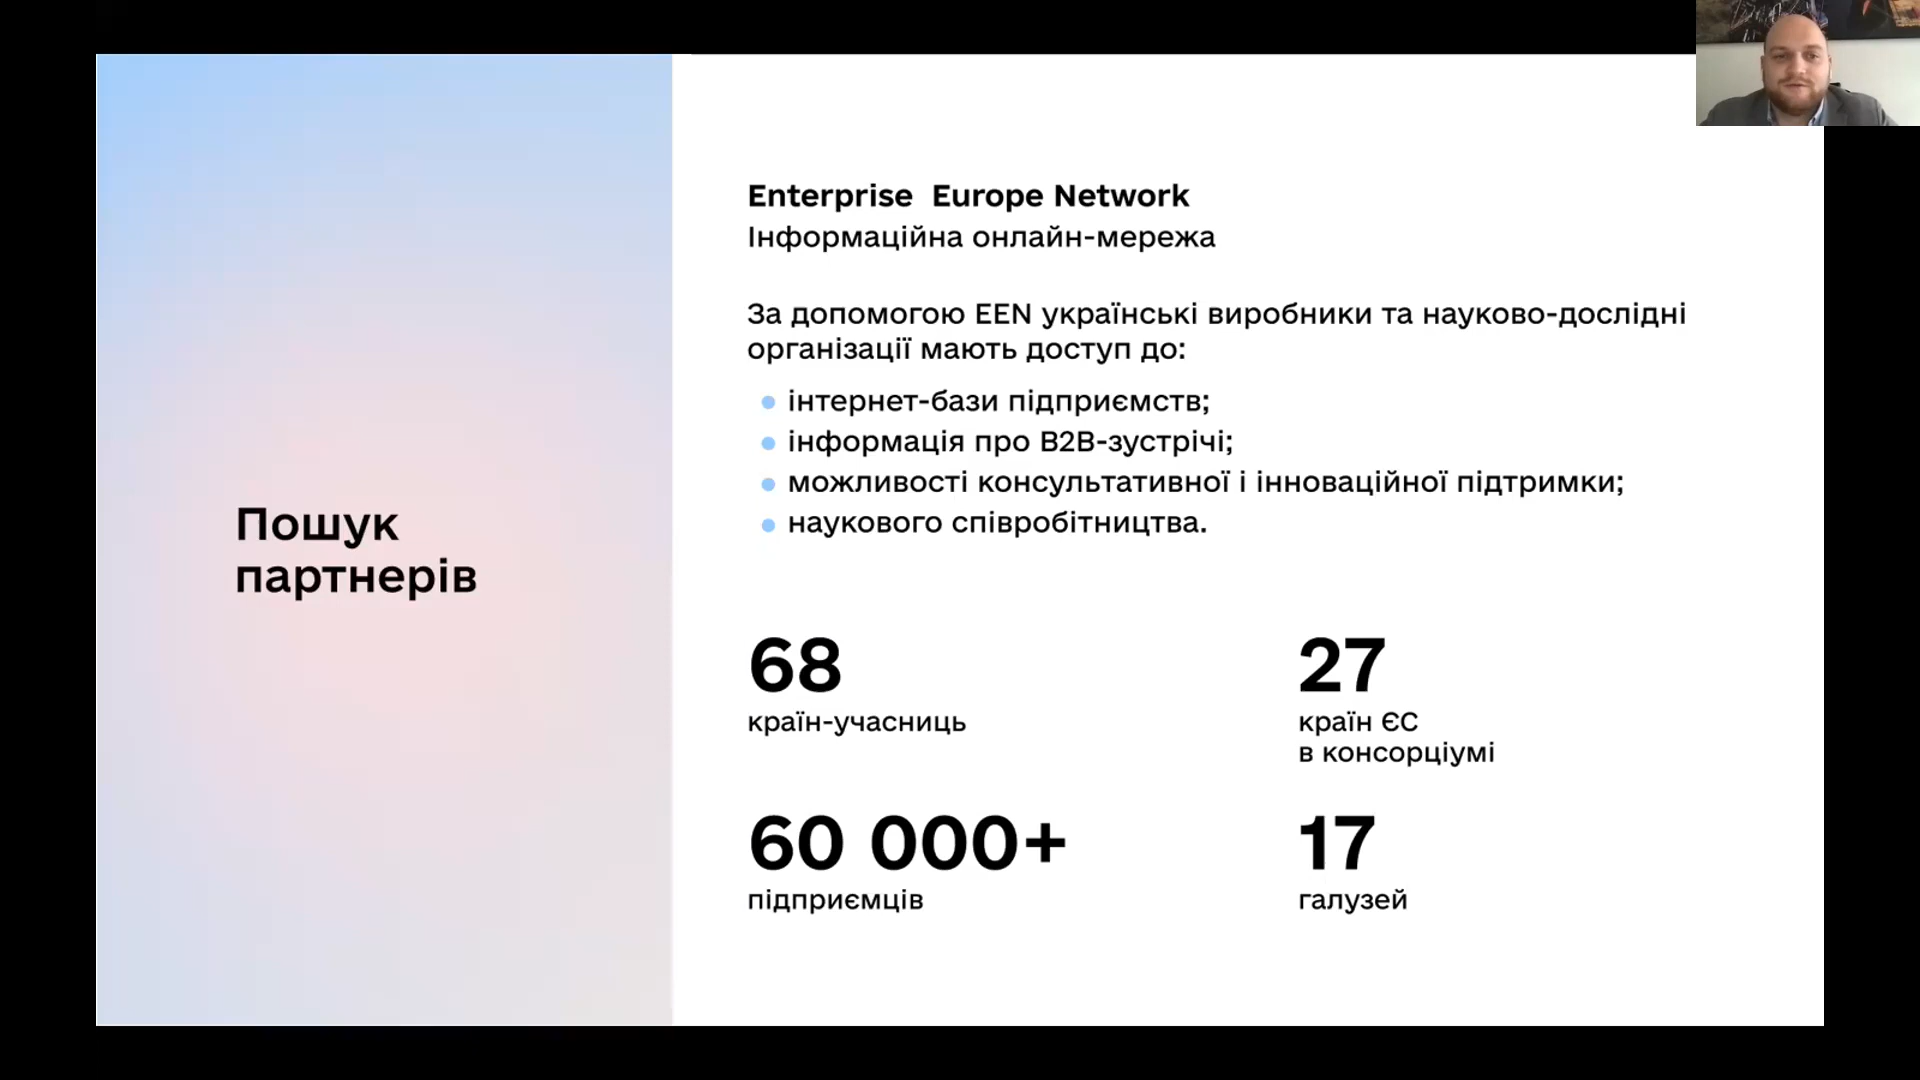 Пошук
партнерів
Enterprise Europe Network
Інформаційна онлайн-мережа
За допомогою EEN українські виробники та науково-дослідні
організації мають доступ до:
інтернет-бази підприємств;
інформація про B2B-зустрічі;
можливості консультативної і інноваційної підтримки;
наукового співробітництва.
68
країн-учасниць
27
країн ЄС
в консорціумі
60 000+
підприємців
17
галузей